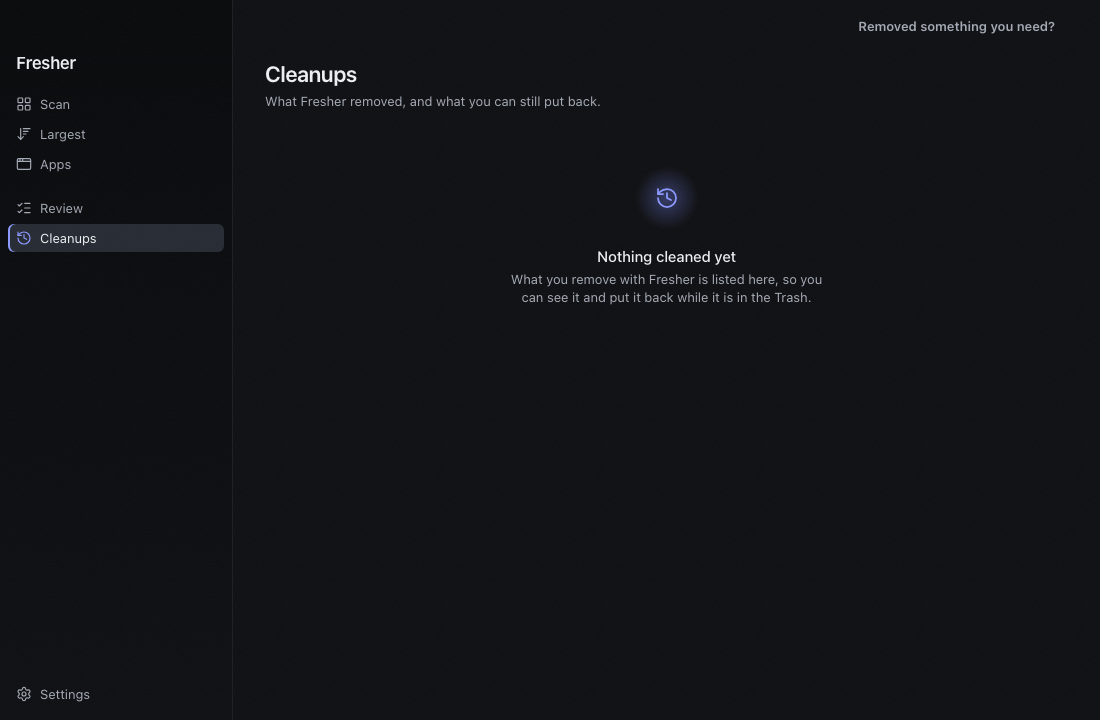 Removed something you need?
Fresher
Scan
Largest
Apps
Review
Cleanups
Settings
Cleanups
What Fresher removed, and what you can still put back.
Nothing cleaned yet
What you remove with Fresher is listed here, so you
can see it and put it back while it is in the Trash.